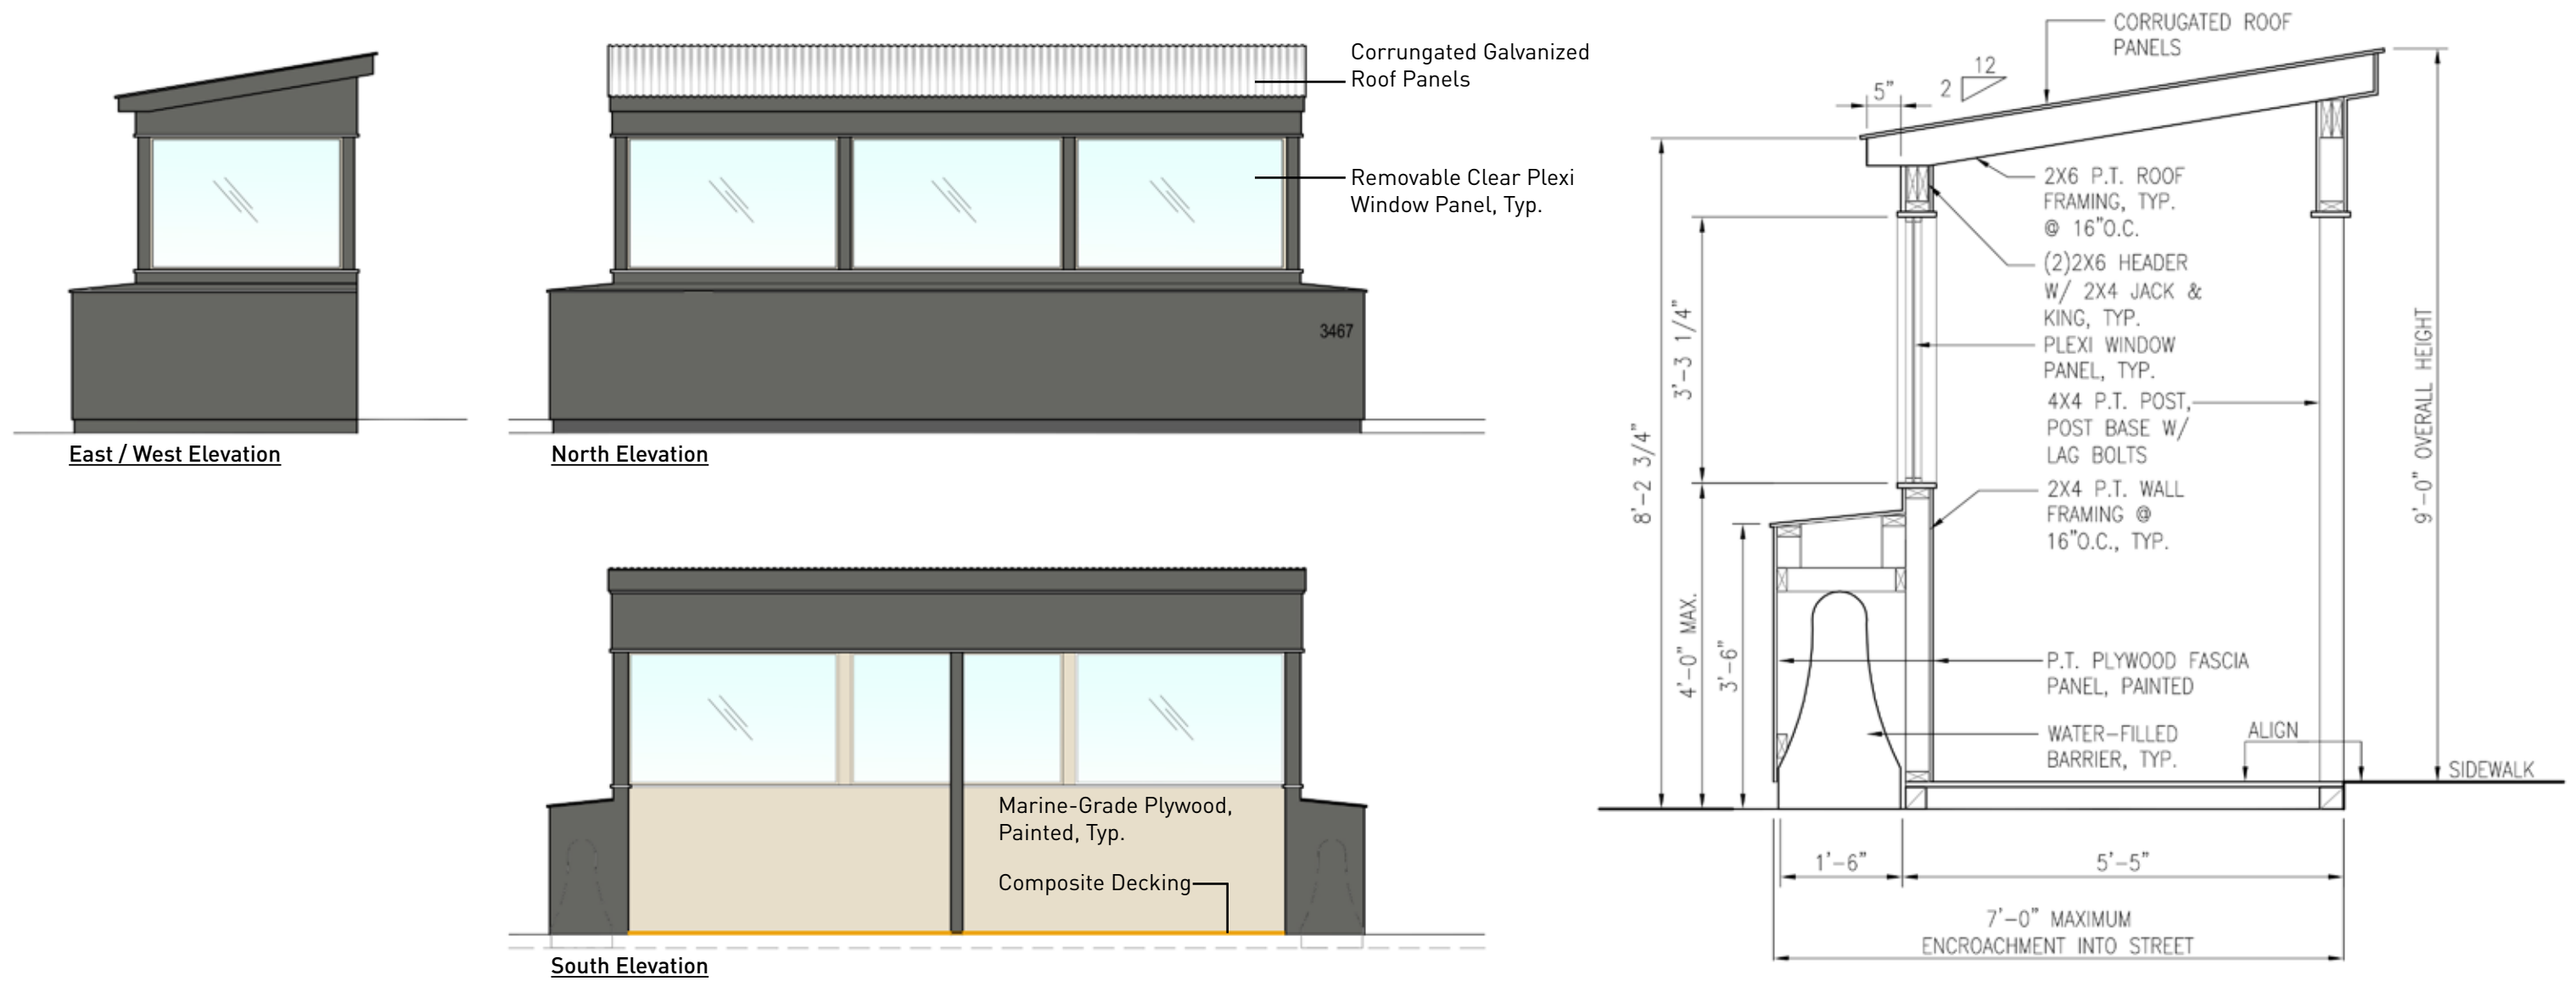 Corrungated Galvanized
Roof Panels
Removable Clear Plexi
Window Panel, Typ.
3467
East / West Elevation
North Elevation
Marine-Grade Plywood,
Painted, Typ.
Composite Decking
South Elevation
CORRUGATED ROOF
PANELS
12
2
5”
2X6 P.T. ROOF
FRAMING, TYP.
@ 16”O.C.
(2)2X6 HEADER
W/ 2X4 JACK &
KING, TYP.
PLEXI WINDOW
PANEL, TYP.
4X4 P.T. POST,
POST BASE W/
LAG BOLTS
2X4 P.T. WALL
FRAMING @
16”O.C., TYP.
P.T. PLYWOOD FASCIA
PANEL, PAINTED
WATER-FILLED
BARRIER, TYP.
ALIGN
SIDEWALK
8’-2 3/4”
3’-3 1/4”
4’-0” MAX.
3’-6”
9’-0” OVERALL HEIGHT
1’-6”
5’-5”
7’-0” MAXIMUM
ENCROACHMENT INTO STREET